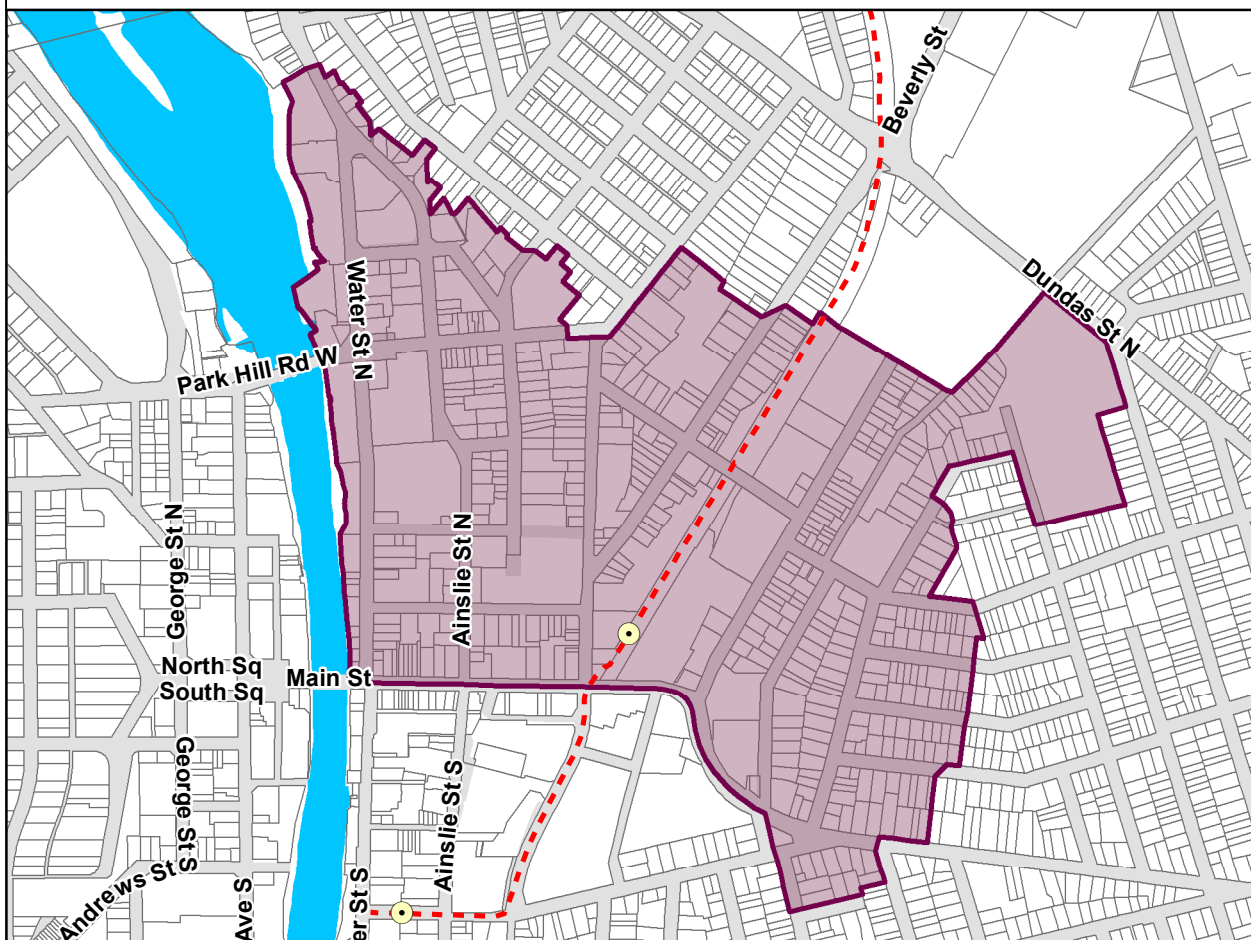 Beverly St
Dundas St N
Water St N
Park Hill Rd W
George St N
Ainslie St N
North Sq
South Sq
Main St
George St S
Ainslie St S
Andrews St
Ave S
er St S